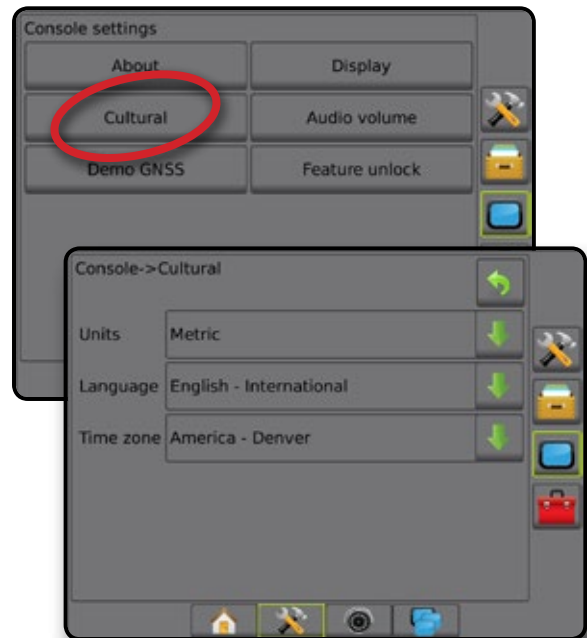 Console settings
About
Display
Cultural
Audio volume
Demo GNSS
Feature unlock
Console->Cultural
Units
Metric
Language
English - International
Time zone
America - Denver